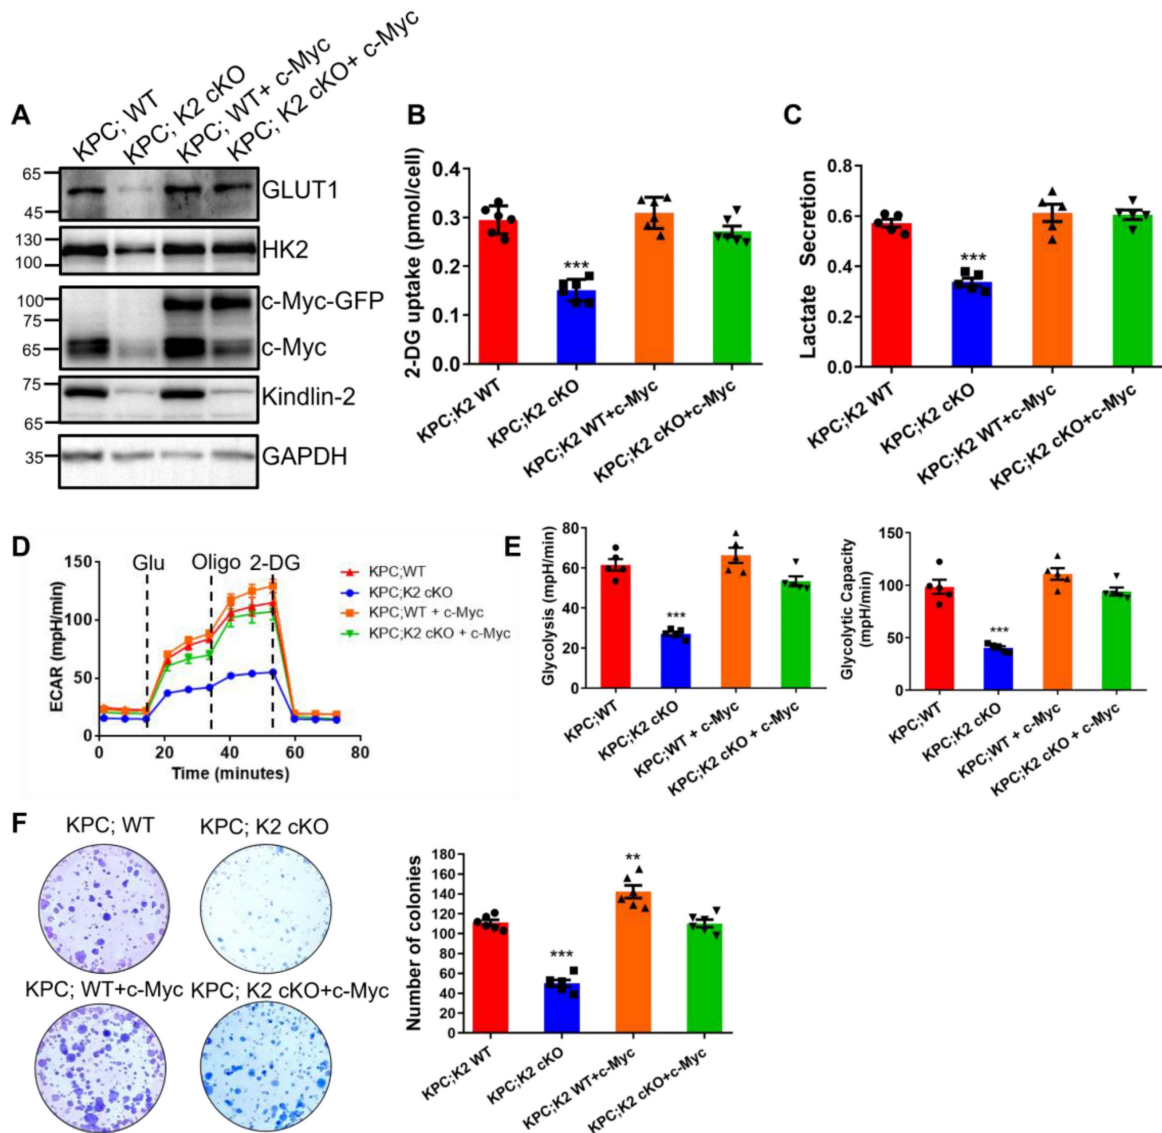 A
KPC; WT
KPC; K2 cKO
KPC; WT+ c-Myc
KPC; K2 cKO+ c-Myc
65
45
GLUT1
130
100
HK2
100
75
65
c-Myc-GFP
c-Myc
75
65
Kindlin-2
35
GAPDH
B
2-DG uptake (pmol/cell)
0.4
0.3
0.2
0.1
0.0
***
KPC;K2 WT
KPC;K2 cKO
KPC;K2 WT+c-Myc
KPC;K2 cKO+c-Myc
C
Lactate Secretion
0.8
0.6
0.4
0.2
0.0
***
KPC;K2 WT
KPC;K2 cKO
KPC;K2 WT+c-Myc
KPC;K2 cKO+c-Myc
D
Glu Oligo 2-DG
ECAR (mpH/min)
150
100
50
0
0 20 40 60 80
Time (minutes)
KPC;WT
KPC;K2 cKO
KPC;WT + c-Myc
KPC;K2 cKO + c-Myc
E
Glycolysis (mpH/min)
80
60
40
20
0
***
KPC;WT
KPC;K2 cKO
KPC;WT + c-Myc
KPC;K2 cKO + c-Myc
Glycolytic Capacity
(mpH/min)
150
100
50
0
***
KPC;WT
KPC;K2 cKO
KPC;WT + c-Myc
KPC;K2 cKO + c-Myc
F
KPC; WT KPC; K2 cKO
KPC; WT+c-Myc KPC; K2 cKO+c-Myc
Number of colonies
180
160
140
120
100
80
60
40
20
0
***
**
KPC;K2 WT
KPC;K2 cKO
KPC;K2 WT+c-Myc
KPC;K2 cKO+c-Myc